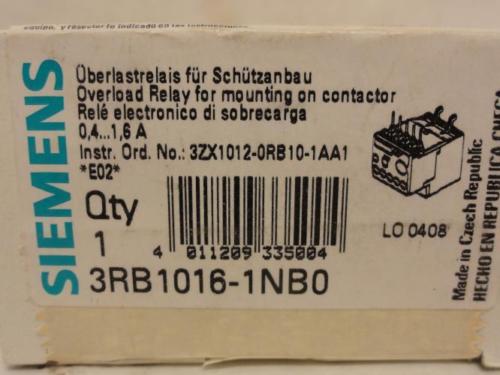 equipo, y
SIEMENS
Überlastrelais für Schützanbau
Overload Relay for mounting on contactor
Relé electronico di sobrecarga
0,4...1,6 A
Instr. Ord. No.: 3ZX1012-0RB10-1AA1
*E02*
Qty
1
4 011209 335004
3RB1016-1NB0
LO 0408
Made in Czech Republic
HECHO EN REPUBLICA